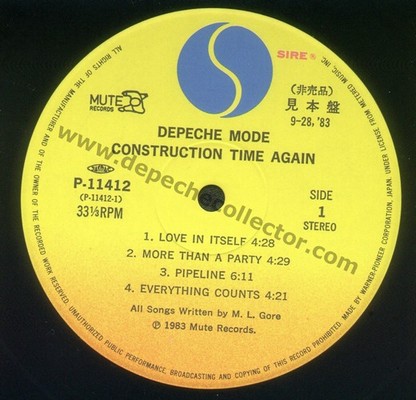 SIRE®
MUTE
RECORDS
(非売品)
見本盤
9-28,'83
DEPECHE MODE
CONSTRUCTION TIME AGAIN
www.depechecollector.com
P-11412
(P-11412-1)
33⅓RPM
SIDE
1
STEREO
1. LOVE IN ITSELF 4:28
2. MORE THAN A PARTY 4:29
3. PIPELINE 6:11
4. EVERYTHING COUNTS 4:21
All Songs Written by M. L. Gore
℗ 1983 Mute Records.
ALL RIGHTS OF THE MANUFACTURER AND OF THE OWNER OF THE RECORDED WORK RESERVED. UNAUTHORIZED PUBLIC PERFORMANCE, BROADCASTING AND COPYING OF THIS RECORD PROHIBITED. MADE BY WARNER-PIONEER CORPORATION, JAPAN, UNDER LICENSE FROM WARNER BROS. MUSIC, INC.